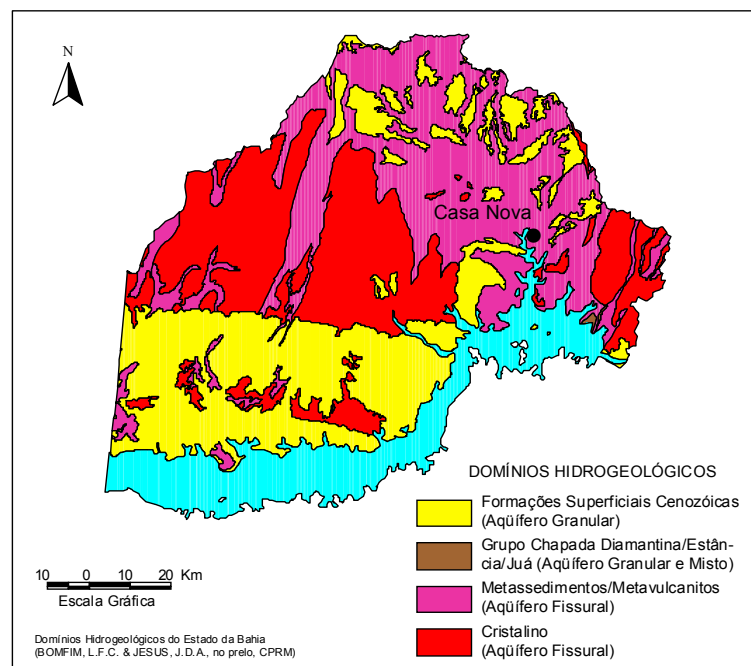 N
Casa Nova
DOMÍNIOS HIDROGEOLÓGICOS
Formações Superficiais Cenozóicas
(Aqüífero Granular)
Grupo Chapada Diamantina/Estân-
cia/Juá (Aqüífero Granular e Misto)
Metassedimentos/Metavulcanitos
(Aqüífero Fissural)
Cristalino
(Aqüífero Fissural)
10 0 10 20 Km
Escala Gráfica
Domínios Hidrogeológicos do Estado da Bahia
(BOMFIM, L.F.C. & JESUS, J.D.A., no prelo, CPRM)